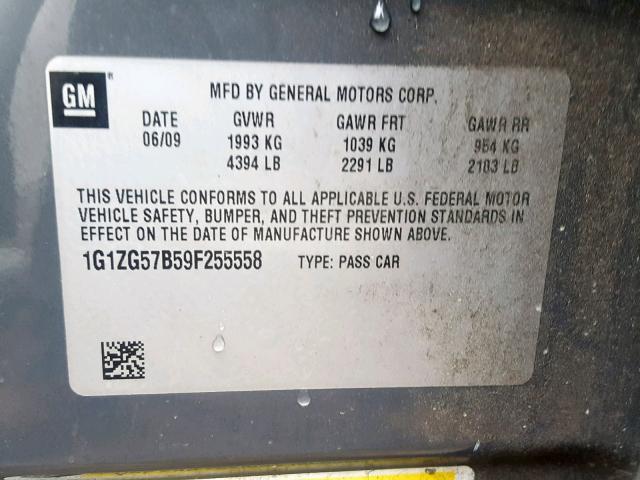 GM
MFD BY GENERAL MOTORS CORP.
DATE GVWR GAWR FRT GAWR RR
06/09 1993 KG 1039 KG 954 KG
4394 LB 2291 LB 2103 LB
THIS VEHICLE CONFORMS TO ALL APPLICABLE U.S. FEDERAL MOTOR
VEHICLE SAFETY, BUMPER, AND THEFT PREVENTION STANDARDS IN
EFFECT ON THE DATE OF MANUFACTURE SHOWN ABOVE.
1G1ZG57B59F255558 TYPE: PASS CAR